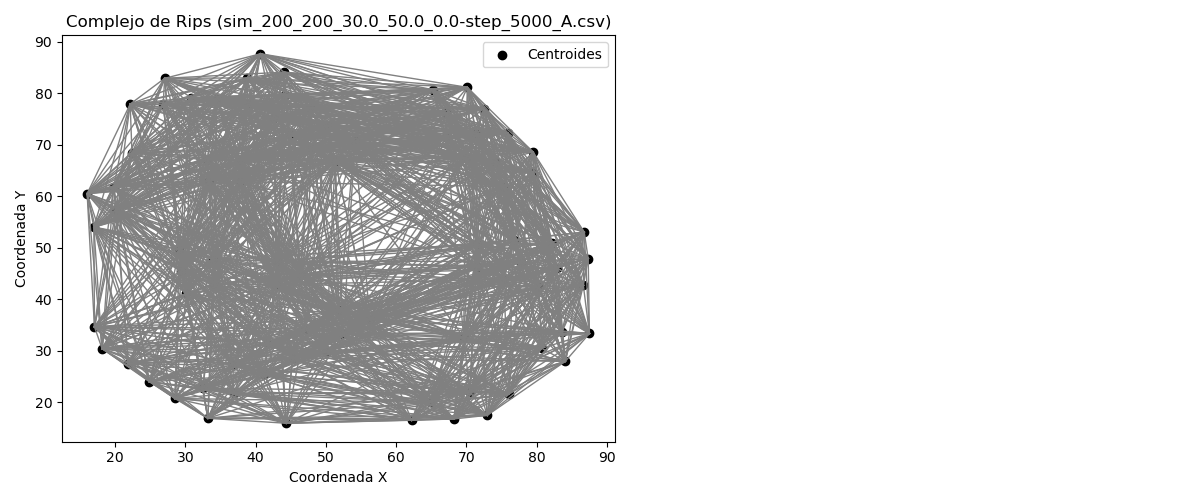 Complejo de Rips (sim_200_200_30.0_50.0_0.0-step_5000_A.csv)
Centroides
90
80
70
60
50
40
30
20
Coordenada Y
20 30 40 50 60 70 80 90
Coordenada X